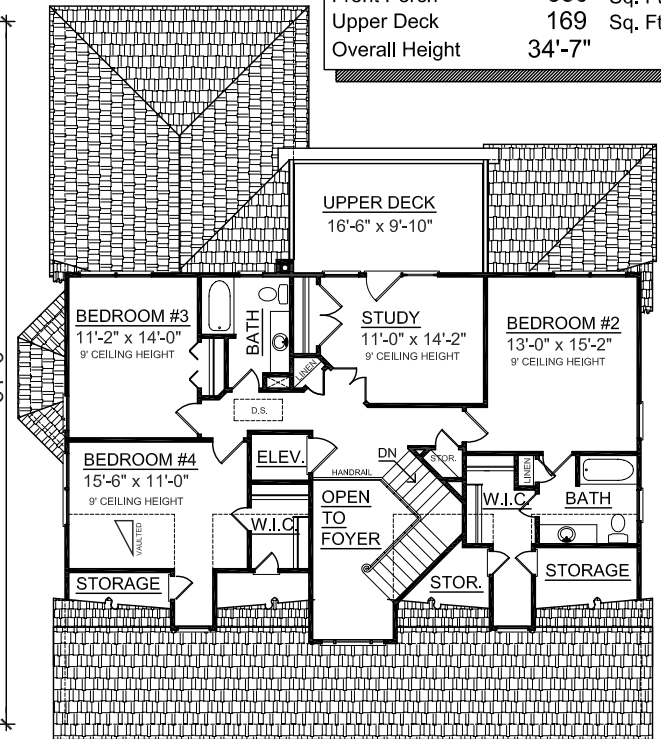 Upper Deck 169 Sq. Ft
Overall Height 34'-7"
UPPER DECK
16'-6" x 9'-10"
BEDROOM #3
11'-2" x 14'-0"
9' CEILING HEIGHT
BATH
LINEN
STUDY
11'-0" x 14'-2"
9' CEILING HEIGHT
BEDROOM #2
13'-0" x 15'-2"
9' CEILING HEIGHT
D.S.
BEDROOM #4
15'-6" x 11'-0"
9' CEILING HEIGHT
VAULTED
ELEV.
HANDRAIL
DN
STOR.
OPEN
TO
FOYER
W.I.C.
W.I.C.
LINEN
BATH
STORAGE
STOR.
STORAGE